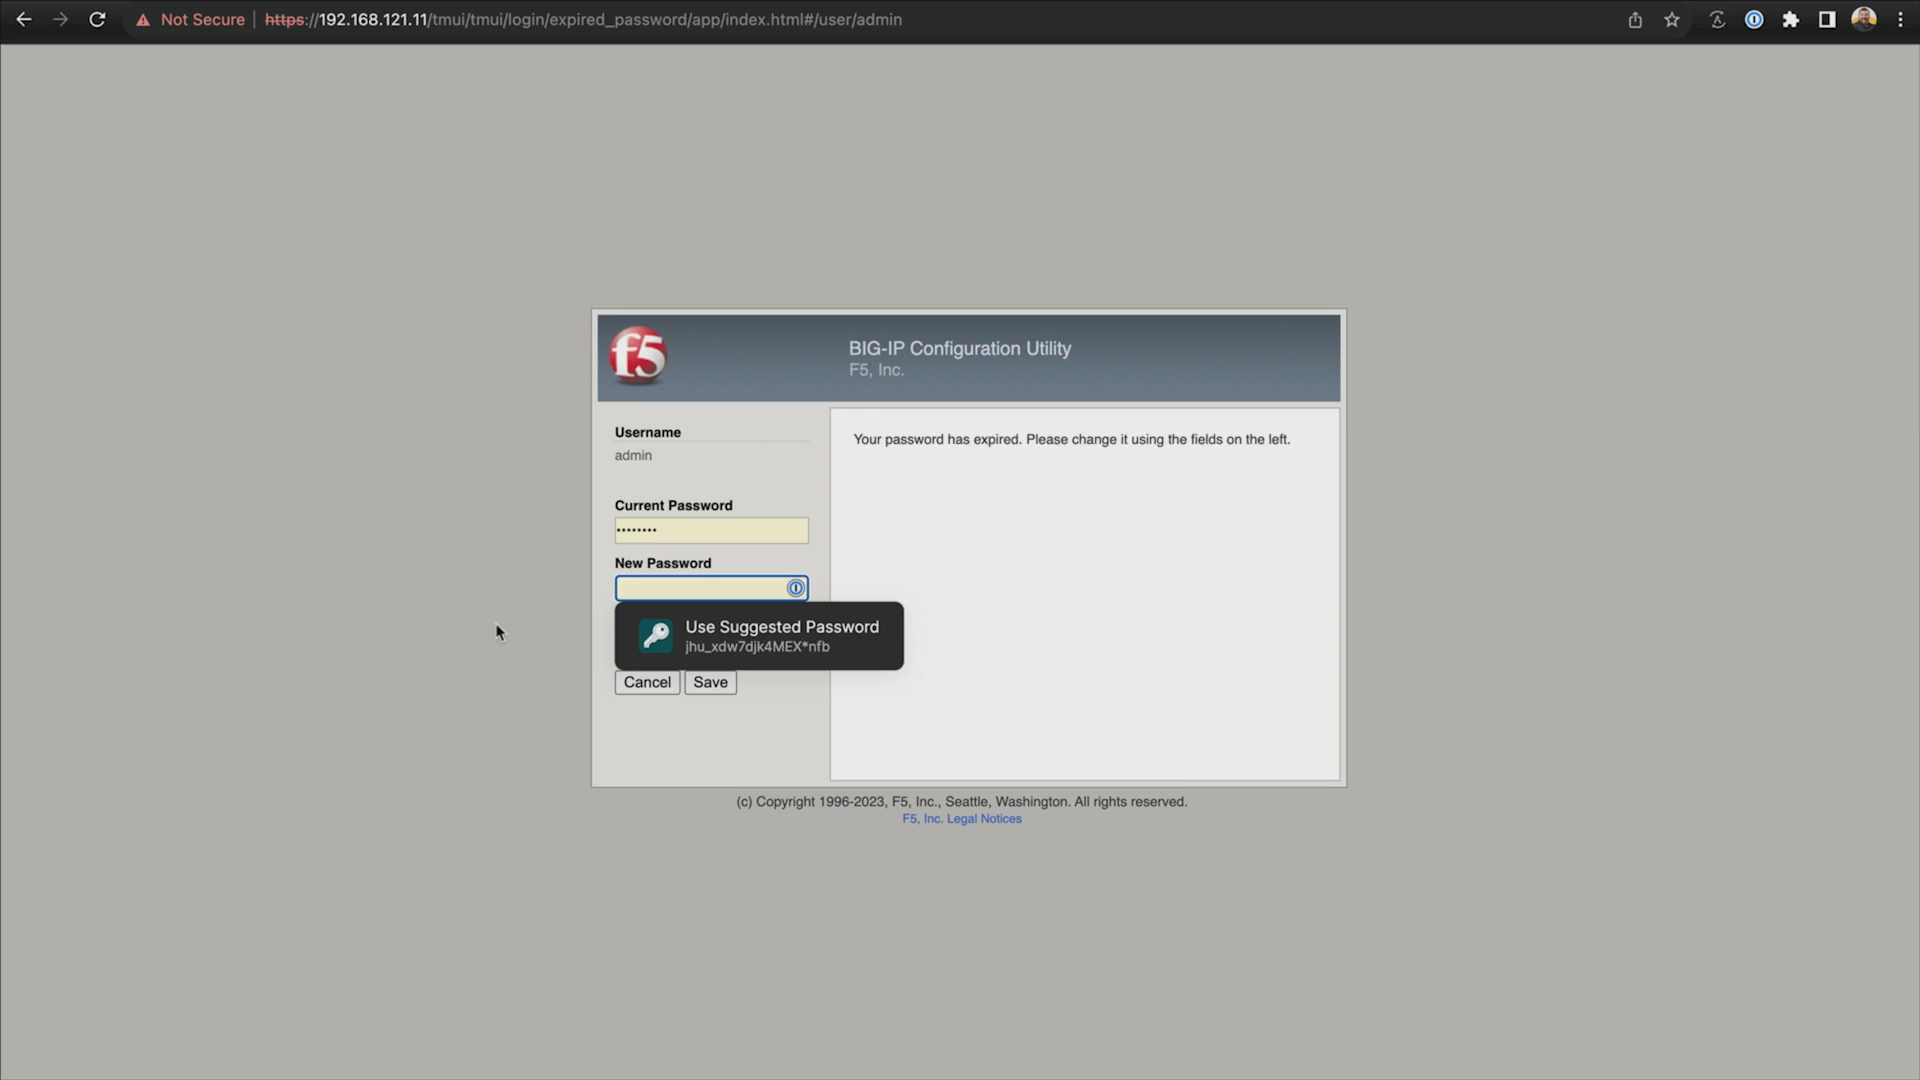 Not Secure | https://192.168.121.11/tmui/tmui/login/expired_password/app/index.html#/user/admin
f5
BIG-IP Configuration Utility
F5, Inc.
Username
admin
Your password has expired. Please change it using the fields on the left.
Current Password
••••••••
New Password
Use Suggested Password
jhu_xdw7djk4MEX*nfb
Cancel Save
(c) Copyright 1996-2023, F5, Inc., Seattle, Washington. All rights reserved.
F5, Inc. Legal Notices